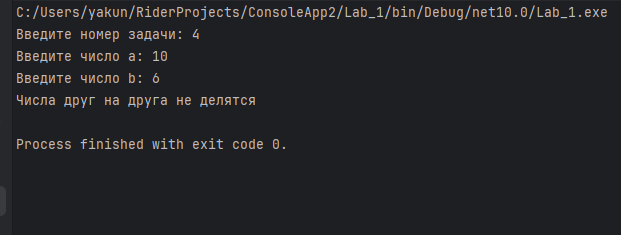 C:/Users/yakun/RiderProjects/ConsoleApp2/Lab_1/bin/Debug/net10.0/Lab_1.exe
Введите номер задачи: 4
Введите число a: 10
Введите число b: 6
Числа друг на друга не делятся
Process finished with exit code 0.